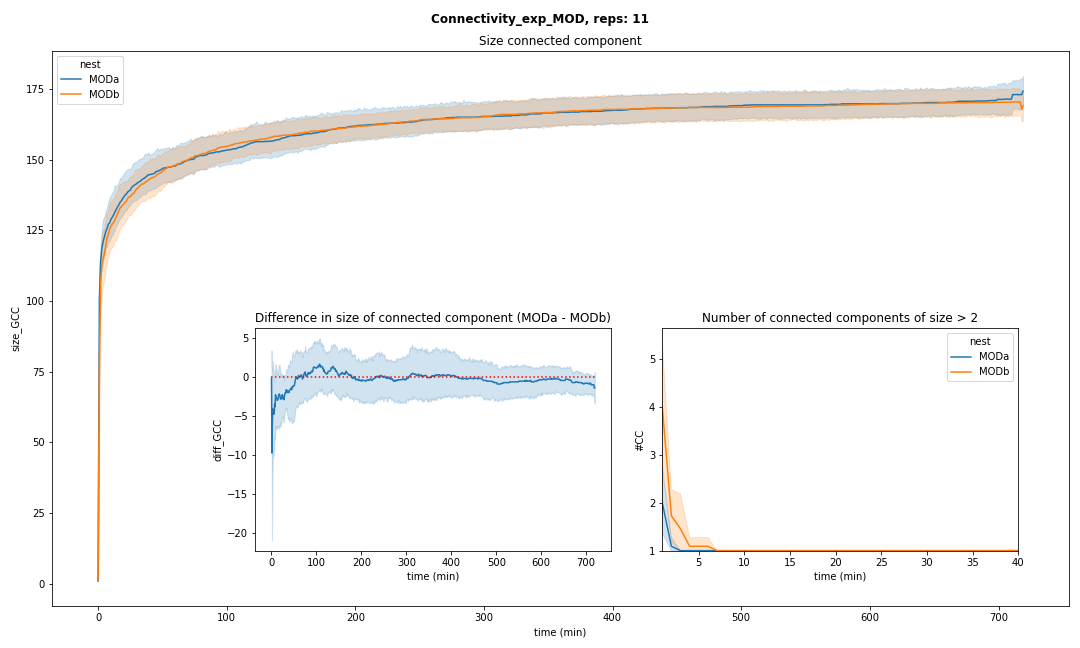 Connectivity_exp_MOD, reps: 11
Size connected component
nest
MODa
MODb
size_GCC
175
150
125
100
75
50
25
0
0 100 200 300 400 500 600 700
time (min)
Difference in size of connected component (MODa - MODb)
diff_GCC
5
0
−5
−10
−15
−20
0 100 200 300 400 500 600 700
time (min)
Number of connected components of size > 2
nest
MODa
MODb
#CC
5
4
3
2
1
5 10 15 20 25 30 35 40
time (min)